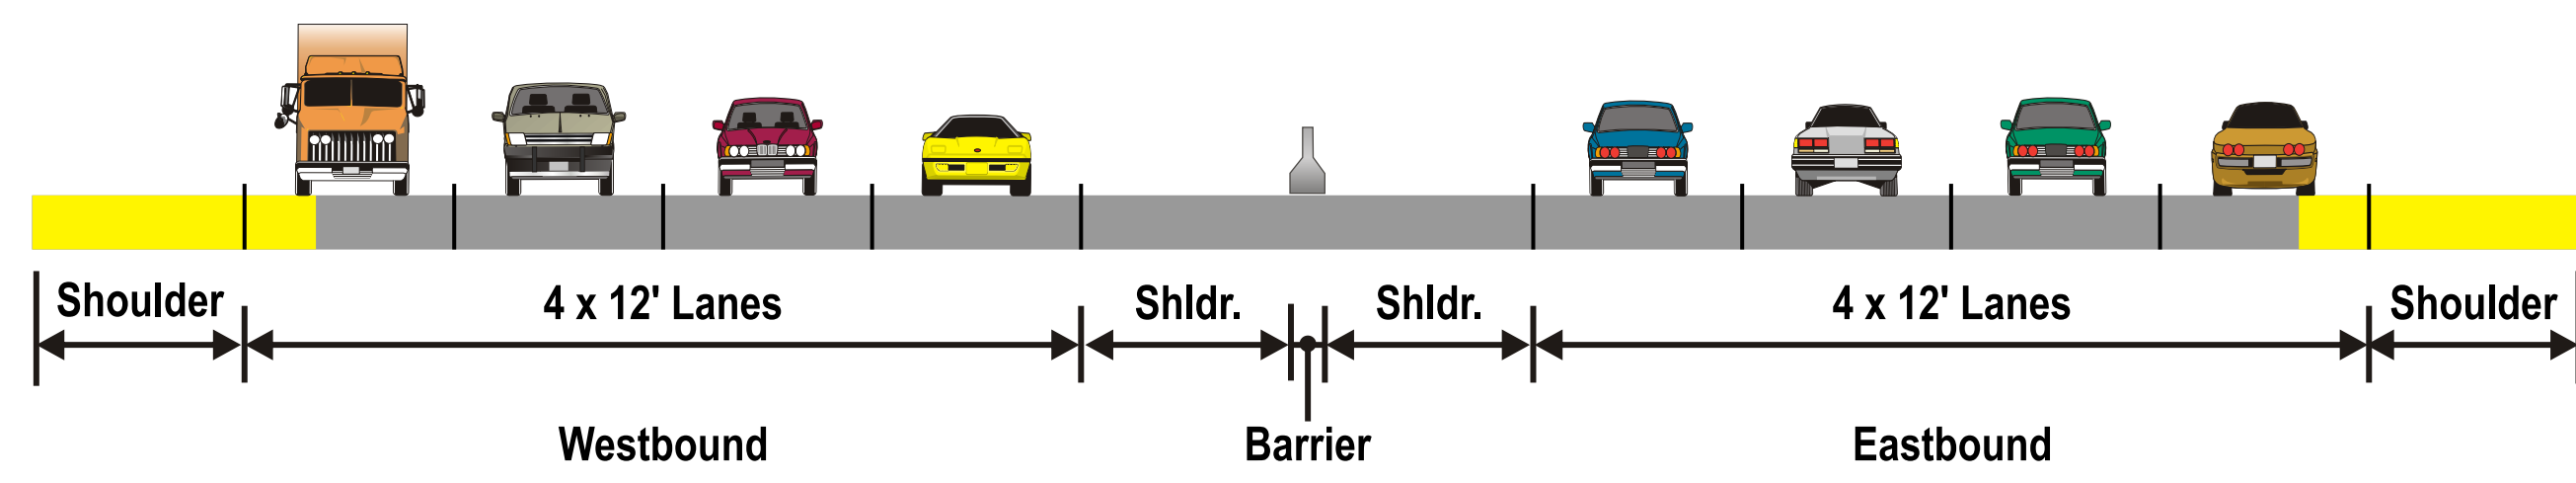 Shoulder
4 x 12' Lanes
Shldr.
Shldr.
4 x 12' Lanes
Shoulder
Westbound
Barrier
Eastbound